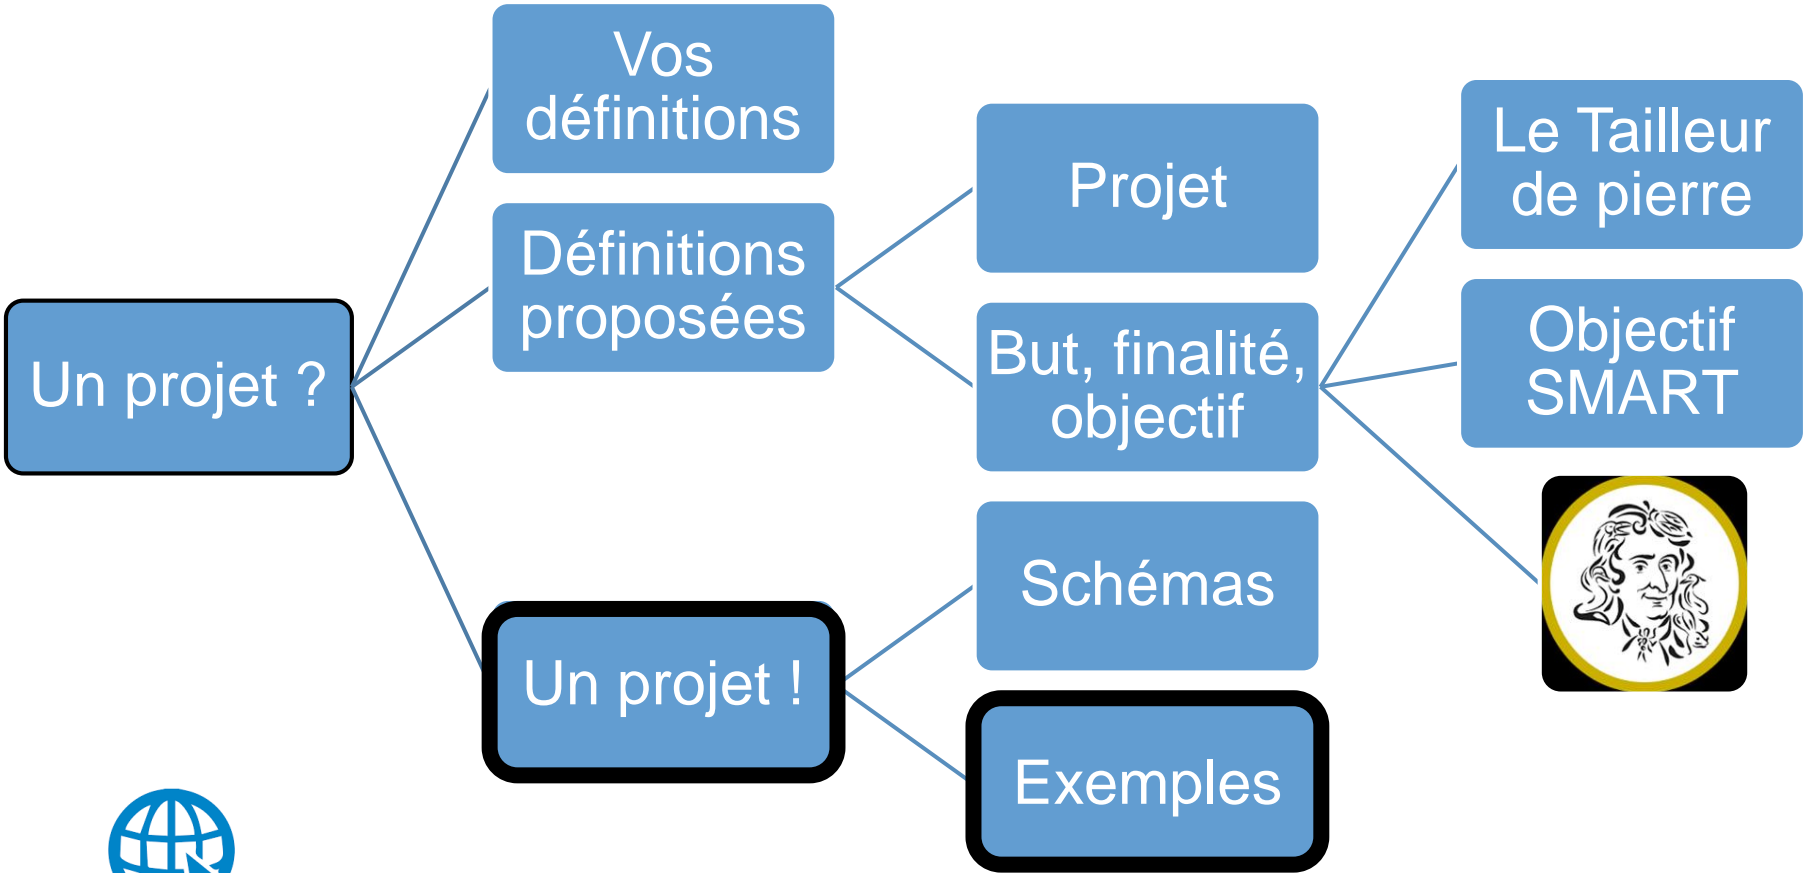 Vos
définitions
Définitions
proposées
Un projet ?
Un projet !
Projet
But, finalité,
objectif
Schémas
Exemples
Le Tailleur
de pierre
Objectif
SMART